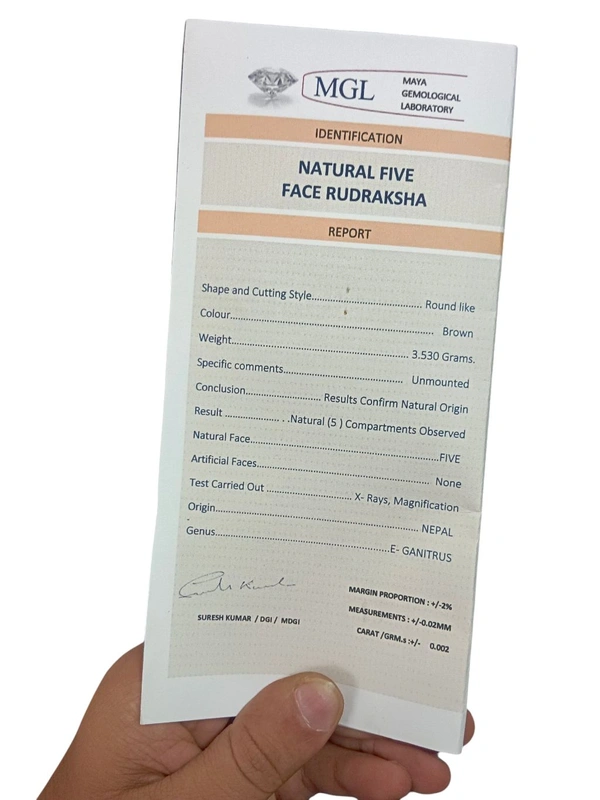 MGL
MAYA
GEMOLOGICAL
LABORATORY
IDENTIFICATION
NATURAL FIVE
FACE RUDRAKSHA
REPORT
Shape and Cutting Style........................................ Round like
Colour.................................................................. Brown
Weight.......................................................... 3.530 Grams.
Specific comments....................................... Unmounted
Conclusion......................... Results Confirm Natural Origin
Result .................. . .Natural (5 ) Compartments Observed
Natural Face...............................................................FIVE
Artificial Faces......................................................... None
Test Carried Out ............................ X- Rays, Magnification
Origin.................................................................... NEPAL
Genus.........................................................E- GANITRUS
SURESH KUMAR / DGI / MDGI
MARGIN PROPORTION : +/-2%
MEASUREMENTS : +/-0.02MM
CARAT /GRM.s :+/- 0.002